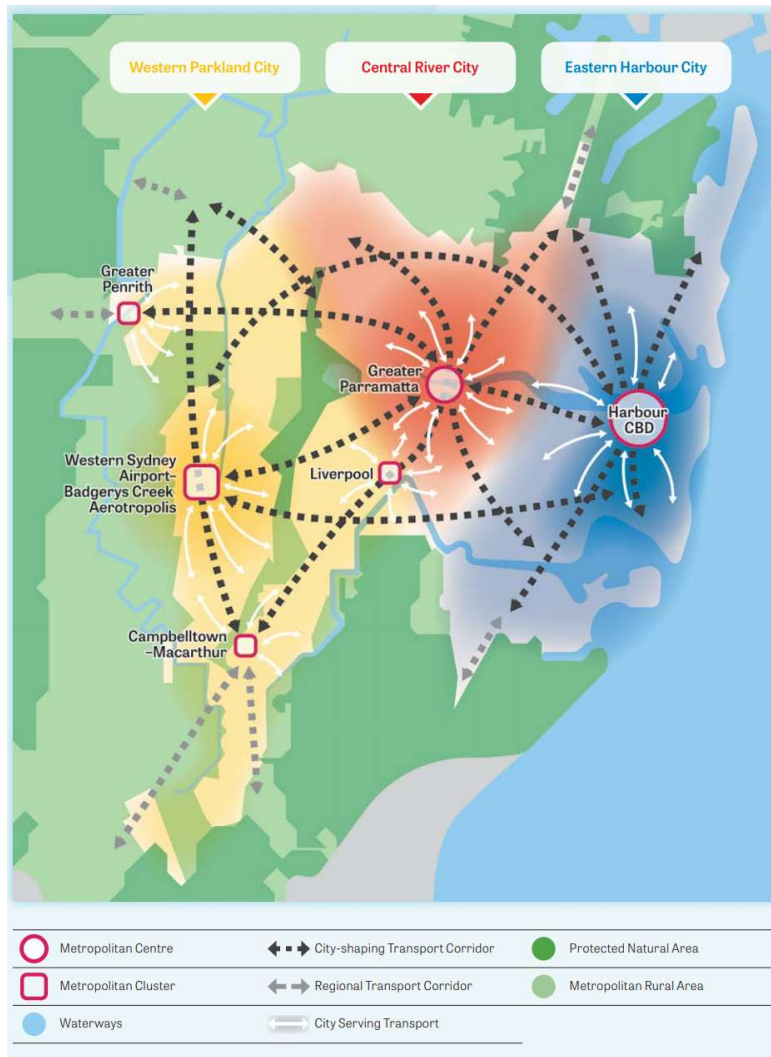 Western Parkland City
Central River City
Eastern Harbour City
Greater
Penrith
Greater
Parramatta
Harbour
CBD
Western Sydney
Airport–
Badgerys Creek
Aerotropolis
Liverpool
Campbelltown
–Macarthur
Metropolitan Centre
City-shaping Transport Corridor
Protected Natural Area
Metropolitan Cluster
Regional Transport Corridor
Metropolitan Rural Area
Waterways
City Serving Transport